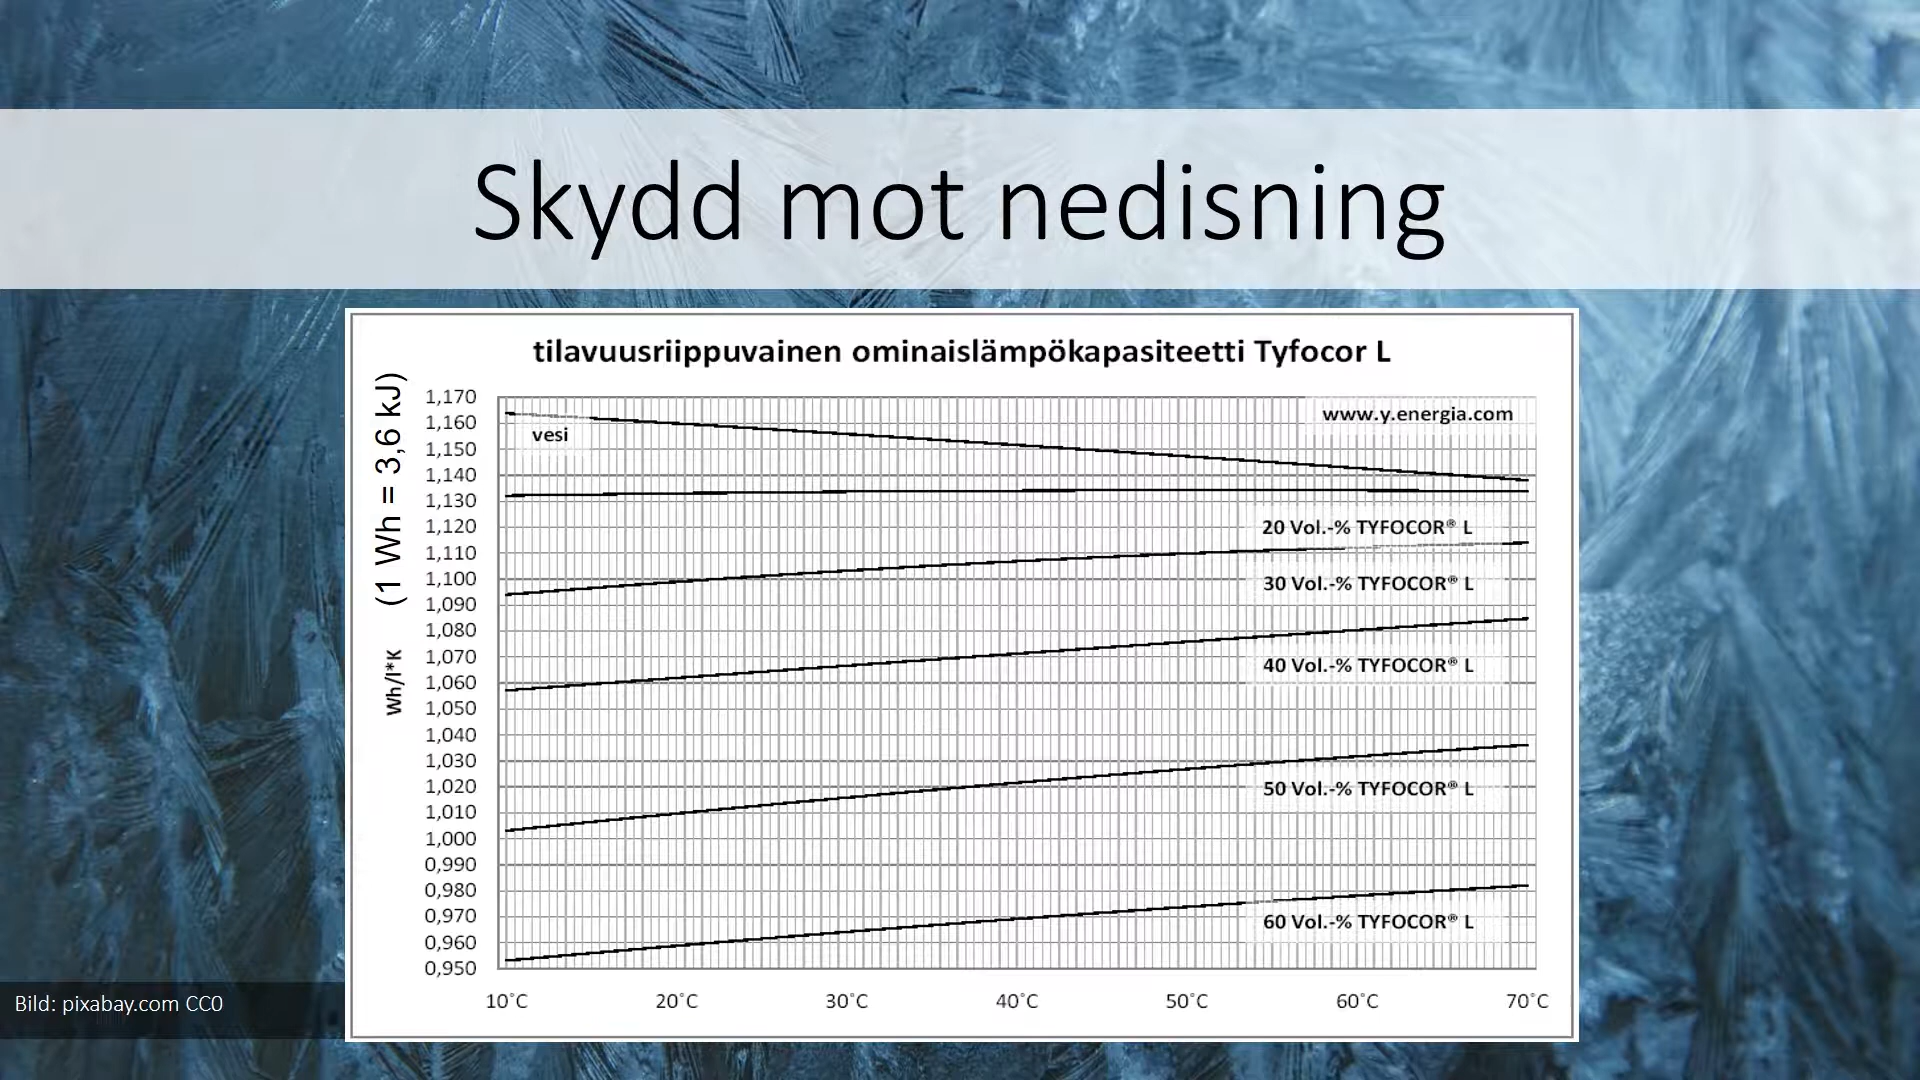 Skydd mot nedisning
tilavuusriippuvainen ominaislämpökapasiteetti Tyfocor L
Wh/l*K (1 Wh = 3,6 kJ)
1,170
1,160
1,150
1,140
1,130
1,120
1,110
1,100
1,090
1,080
1,070
1,060
1,050
1,040
1,030
1,020
1,010
1,000
0,990
0,980
0,970
0,960
0,950
www.y.energia.com
vesi
20 Vol.-% TYFOCOR® L
30 Vol.-% TYFOCOR® L
40 Vol.-% TYFOCOR® L
50 Vol.-% TYFOCOR® L
60 Vol.-% TYFOCOR® L
10˚C 20˚C 30˚C 40˚C 50˚C 60˚C 70˚C
Bild: pixabay.com CC0